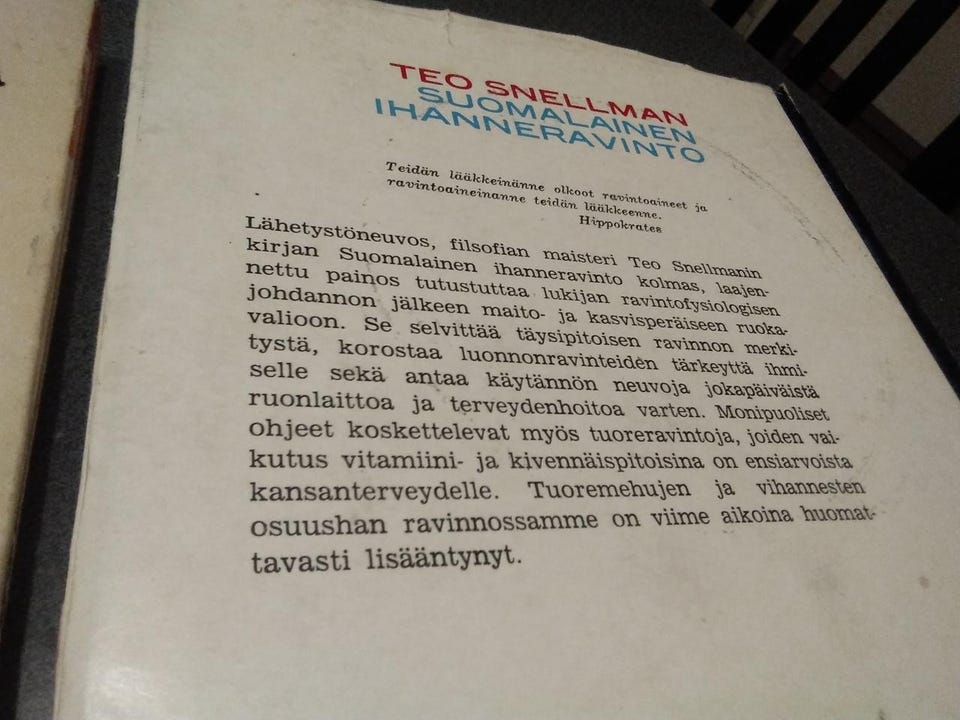 TEO SNELLMAN
SUOMALAINEN
IHANNERAVINTO
Teidän lääkkeinänne olkoot ravintoaineet ja
ravintoaineinanne teidän lääkkeenne.
Hippokrates
Lähetystöneuvos, filsofian maisteri Teo Snellmanin
kirjan Suomalainen ihanneravinto kolmas, laajen-
nettu painos tutustuttaa lukijan ravintofysiologisen
johdannon jälkeen maito- ja kasvisperäiseen ruoka-
valioon. Se selvittää täysipitoisen ravinnon merki-
tystä, korostaa luonnonravinteiden tärkeyttä ihmi-
selle sekä antaa käytännön neuvoja jokapäiväistä
ruonlaittoa ja terveydenhoitoa varten. Monipuoliset
ohjeet koskettelevat myös tuoreravintoja, joiden vai-
kutus vitamiini- ja kivennäispitoisina on ensiarvoista
kansanterveydelle. Tuoremehujen ja vihannesten
osuushan ravinnossamme on viime aikoina huomat-
tavasti lisääntynyt.